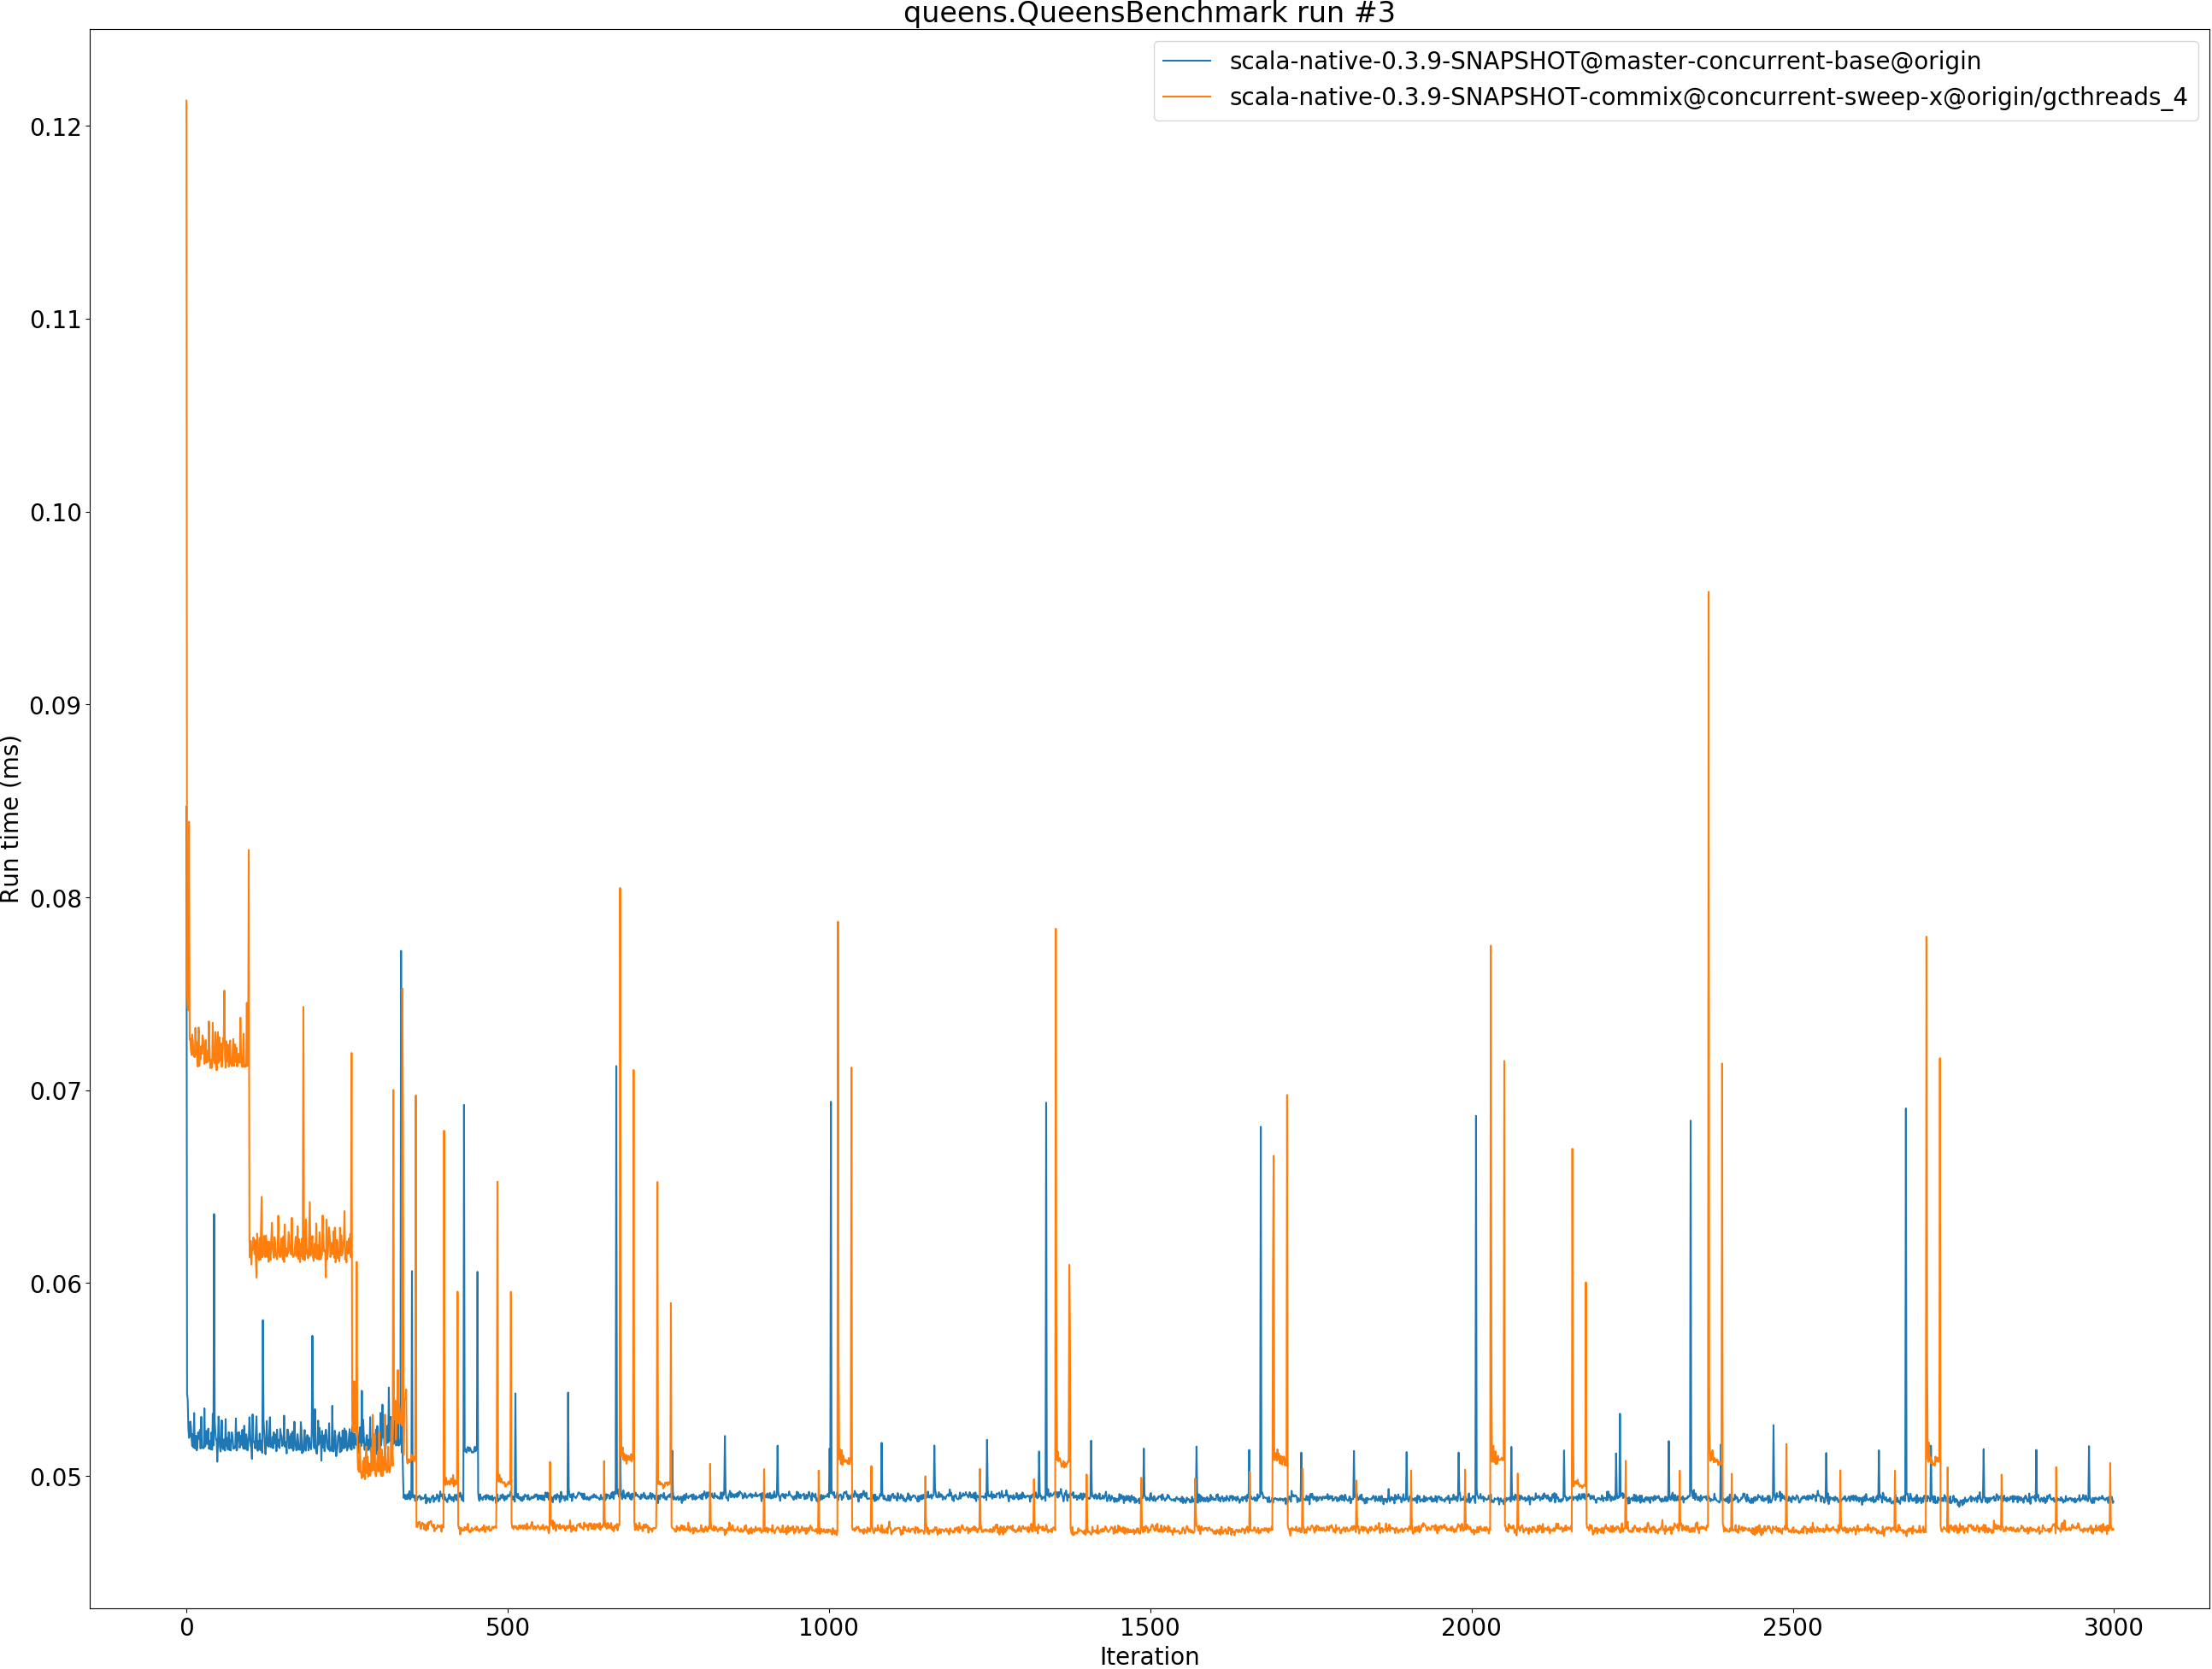 queens.QueensBenchmark run #3
scala-native-0.3.9-SNAPSHOT@master-concurrent-base@origin
scala-native-0.3.9-SNAPSHOT-commix@concurrent-sweep-x@origin/gcthreads_4
0.12
0.11
0.10
0.09
0.08
0.07
0.06
0.05
Run time (ms)
0 500 1000 1500 2000 2500 3000
Iteration